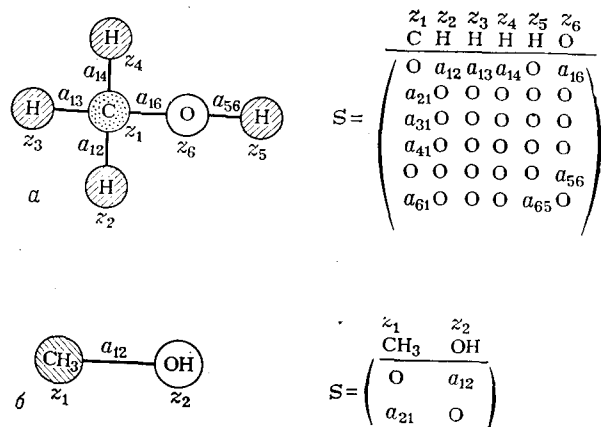 H
z₄
a₁₄
H a₁₃ C a₁₆ O a₅₆ H
z₃ z₁ z₆ z₅
a₁₂
H
z₂
а
z₁ z₂ z₃ z₄ z₅ z₆
C H H H H O
S=
O a₁₂ a₁₃ a₁₄ O a₁₆
a₂₁ O O O O O
a₃₁ O O O O O
a₄₁ O O O O O
O O O O O a₅₆
a₆₁ O O O a₆₅ O
CH₃ a₁₂ OH
z₁ z₂
б
z₁ z₂
CH₃ OH
S=
O a₁₂
a₂₁ O